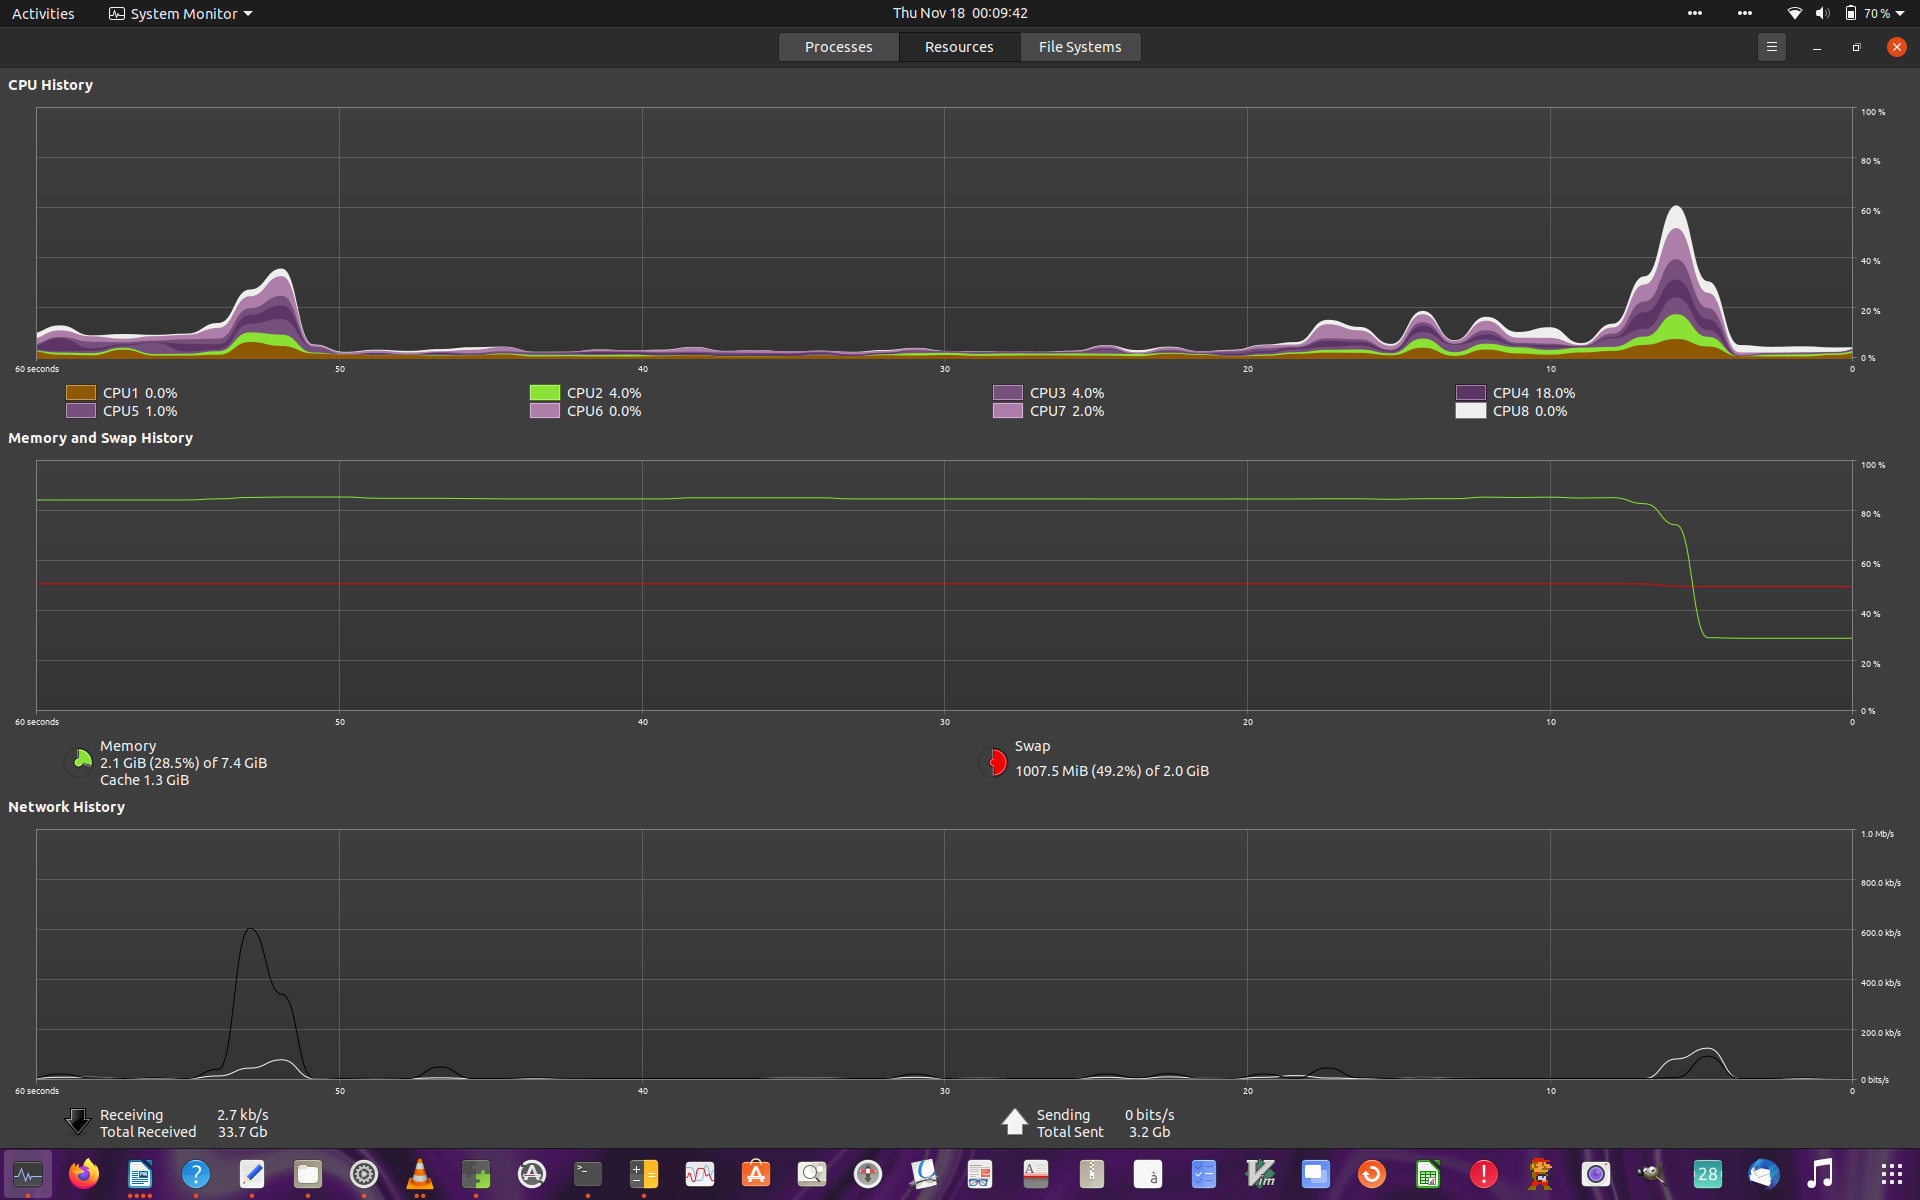 Activities System Monitor Thu Nov 18 00:09:42 70 %
Processes Resources File Systems
CPU History
100 %
80 %
60 %
40 %
20 %
0 %
60 seconds 50 40 30 20 10 0
CPU1 0.0% CPU2 4.0% CPU3 4.0% CPU4 18.0%
CPU5 1.0% CPU6 0.0% CPU7 2.0% CPU8 0.0%
Memory and Swap History
100 %
80 %
60 %
40 %
20 %
0 %
60 seconds 50 40 30 20 10 0
Memory
2.1 GiB (28.5%) of 7.4 GiB
Cache 1.3 GiB
Swap
1007.5 MiB (49.2%) of 2.0 GiB
Network History
1.0 Mb/s
800.0 kb/s
600.0 kb/s
400.0 kb/s
200.0 kb/s
0 bits/s
60 seconds 50 40 30 20 10 0
Receiving 2.7 kb/s
Total Received 33.7 Gb
Sending 0 bits/s
Total Sent 3.2 Gb
? >_ A à Vim ! 28